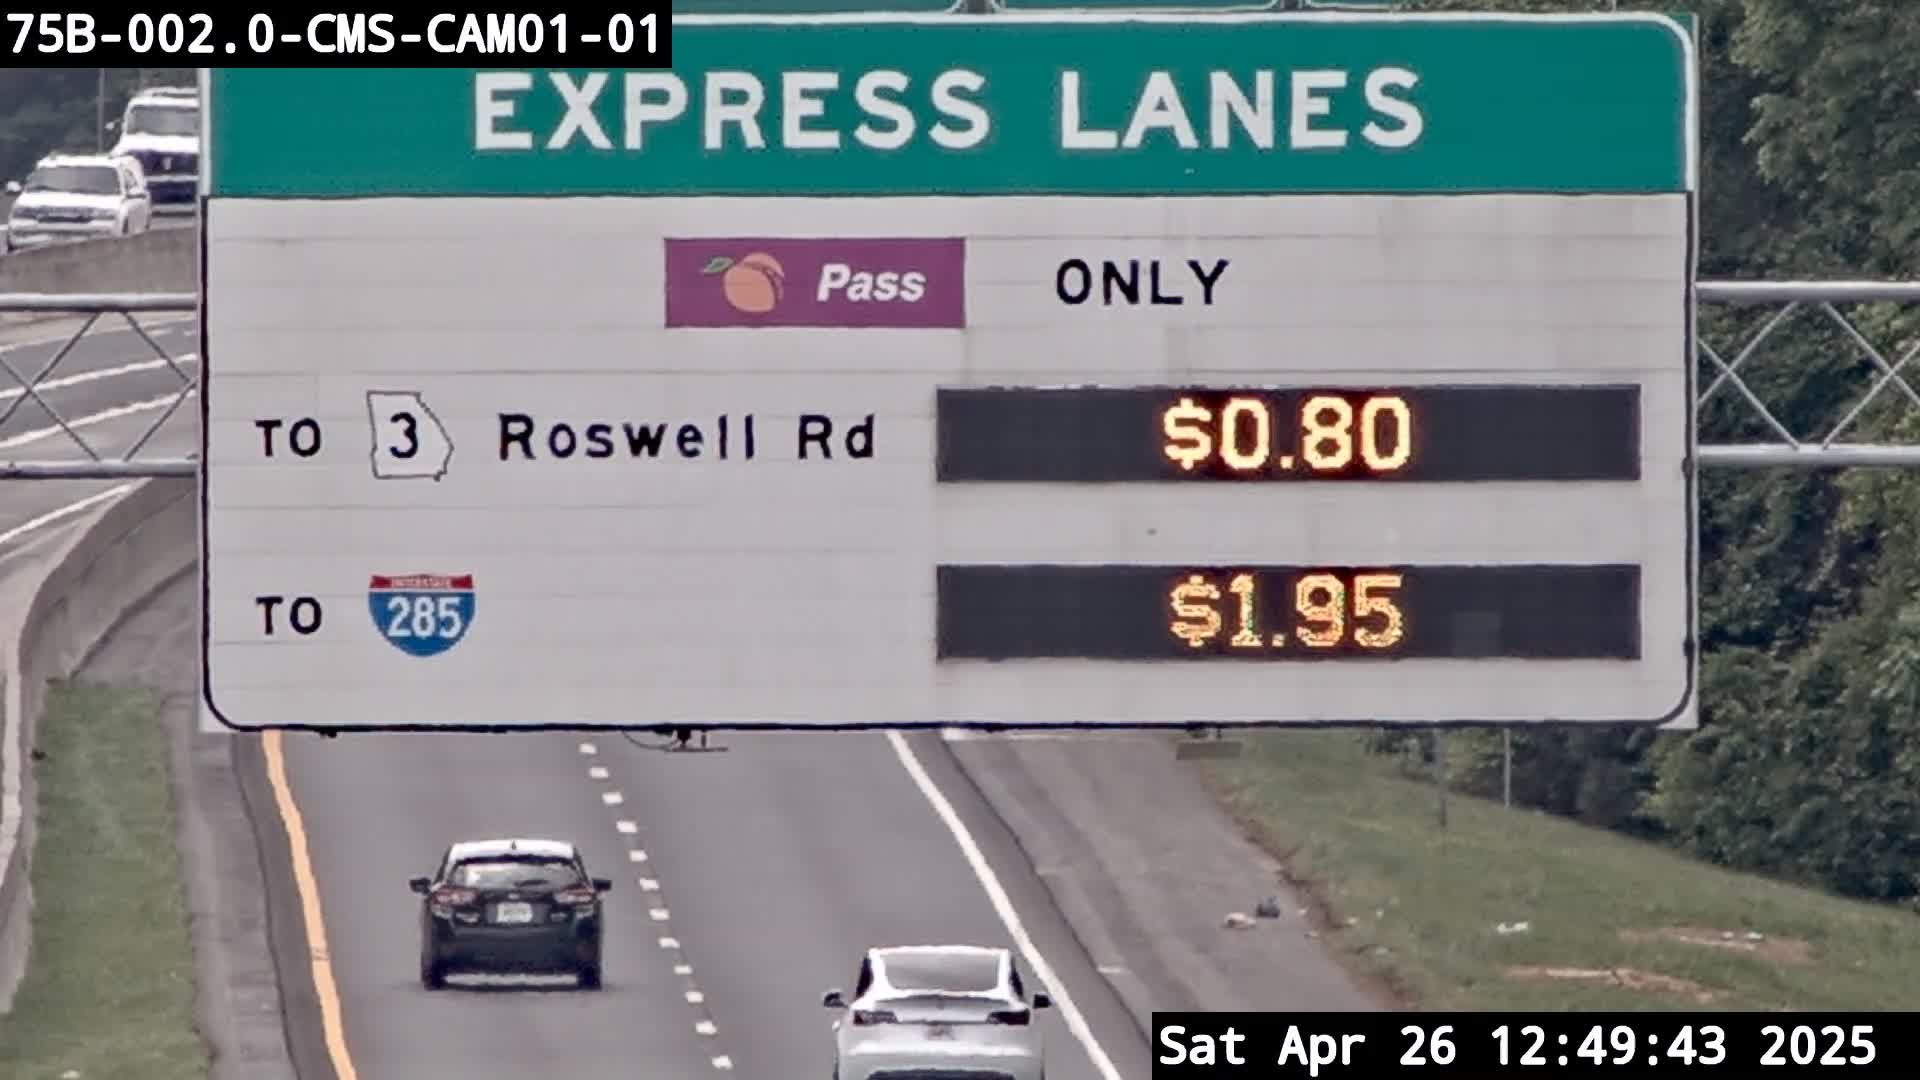 75B-002.0-CMS-CAM01-01
EXPRESS LANES
Pass ONLY
TO 3 Roswell Rd $0.80
INTERSTATE
TO 285 $1.95
Sat Apr 26 12:49:43 2025